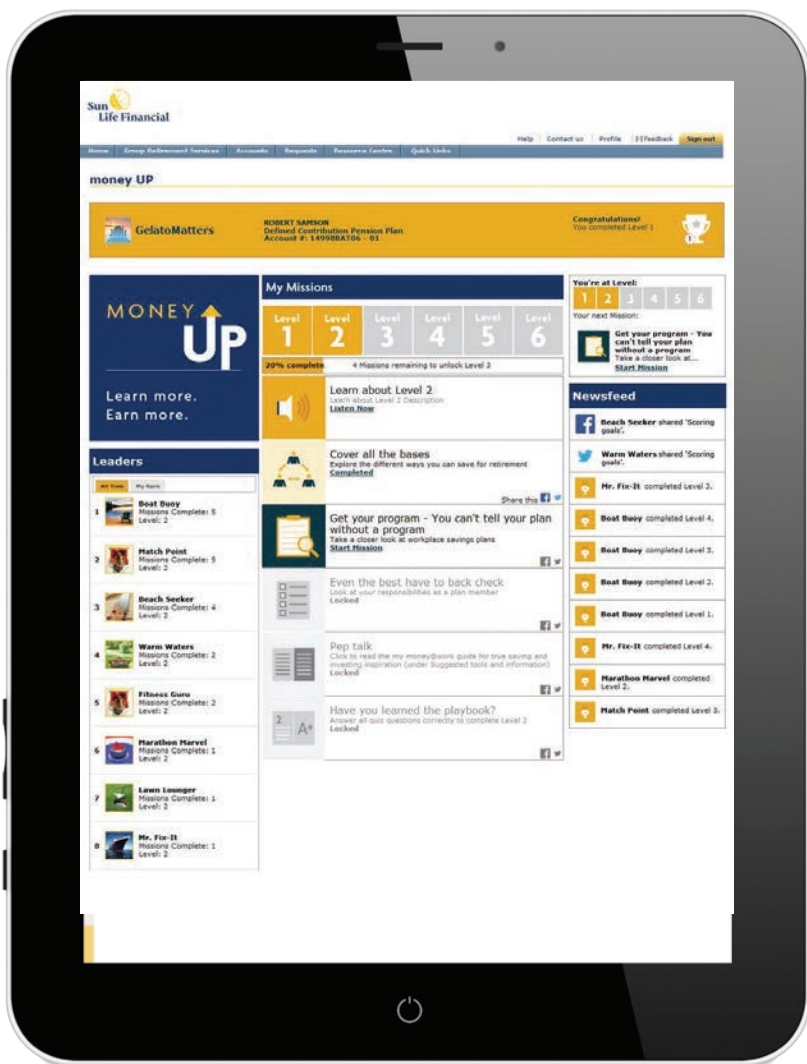 Sun
Life Financial
Help
Contact us
Profile
[+] Feedback
Sign out
Home
Group Retirement Services
Accounts
Requests
Resource Centre
Quick Links
money UP
GelatoMatters
ROBERT SAMSON
Defined Contribution Pension Plan
Account #: 14998BAT06 - 01
Congratulations!
You completed Level 1
1
MONEY
UP
Learn more.
Earn more.
Leaders
All Time
My Rank
1
Boat Buoy
Missions Complete: 5
Level: 2
2
Match Point
Missions Complete: 5
Level: 2
3
Beach Seeker
Missions Complete: 4
Level: 2
4
Warm Waters
Missions Complete: 2
Level: 2
5
Fitness Guru
Missions Complete: 2
Level: 2
6
Marathon Marvel
Missions Complete: 1
Level: 2
7
Lawn Lounger
Missions Complete: 1
Level: 2
8
Mr. Fix-It
Missions Complete: 1
Level: 2
My Missions
Level
1
Level
2
Level
3
Level
4
Level
5
Level
6
20% complete
4 Missions remaining to unlock Level 3
Learn about Level 2
Learn about Level 2 Description
Listen Now
Cover all the bases
Explore the different ways you can save for retirement
Completed
Share this
Get your program - You can't tell your plan
without a program
Take a closer look at workplace savings plans
Start Mission
Even the best have to back check
Look at your responsibilities as a plan member
Locked
Pep talk
Click to read the my money@work guide for true saving and
investing inspiration (under Suggested tools and information)
Locked
2
A+
Have you learned the playbook?
Answer all quiz questions correctly to complete Level 2
Locked
You're at Level:
1 2 3 4 5 6
Your next Mission:
Get your program - You
can't tell your plan
without a program
Take a closer look at...
Start Mission
Newsfeed
Beach Seeker shared 'Scoring
goals'.
Warm Waters shared 'Scoring
goals'.
Mr. Fix-It completed Level 3.
Boat Buoy completed Level 4.
Boat Buoy completed Level 3.
Boat Buoy completed Level 2.
Boat Buoy completed Level 1.
Mr. Fix-It completed Level 4.
Marathon Marvel completed
Level 2.
Match Point completed Level 3.